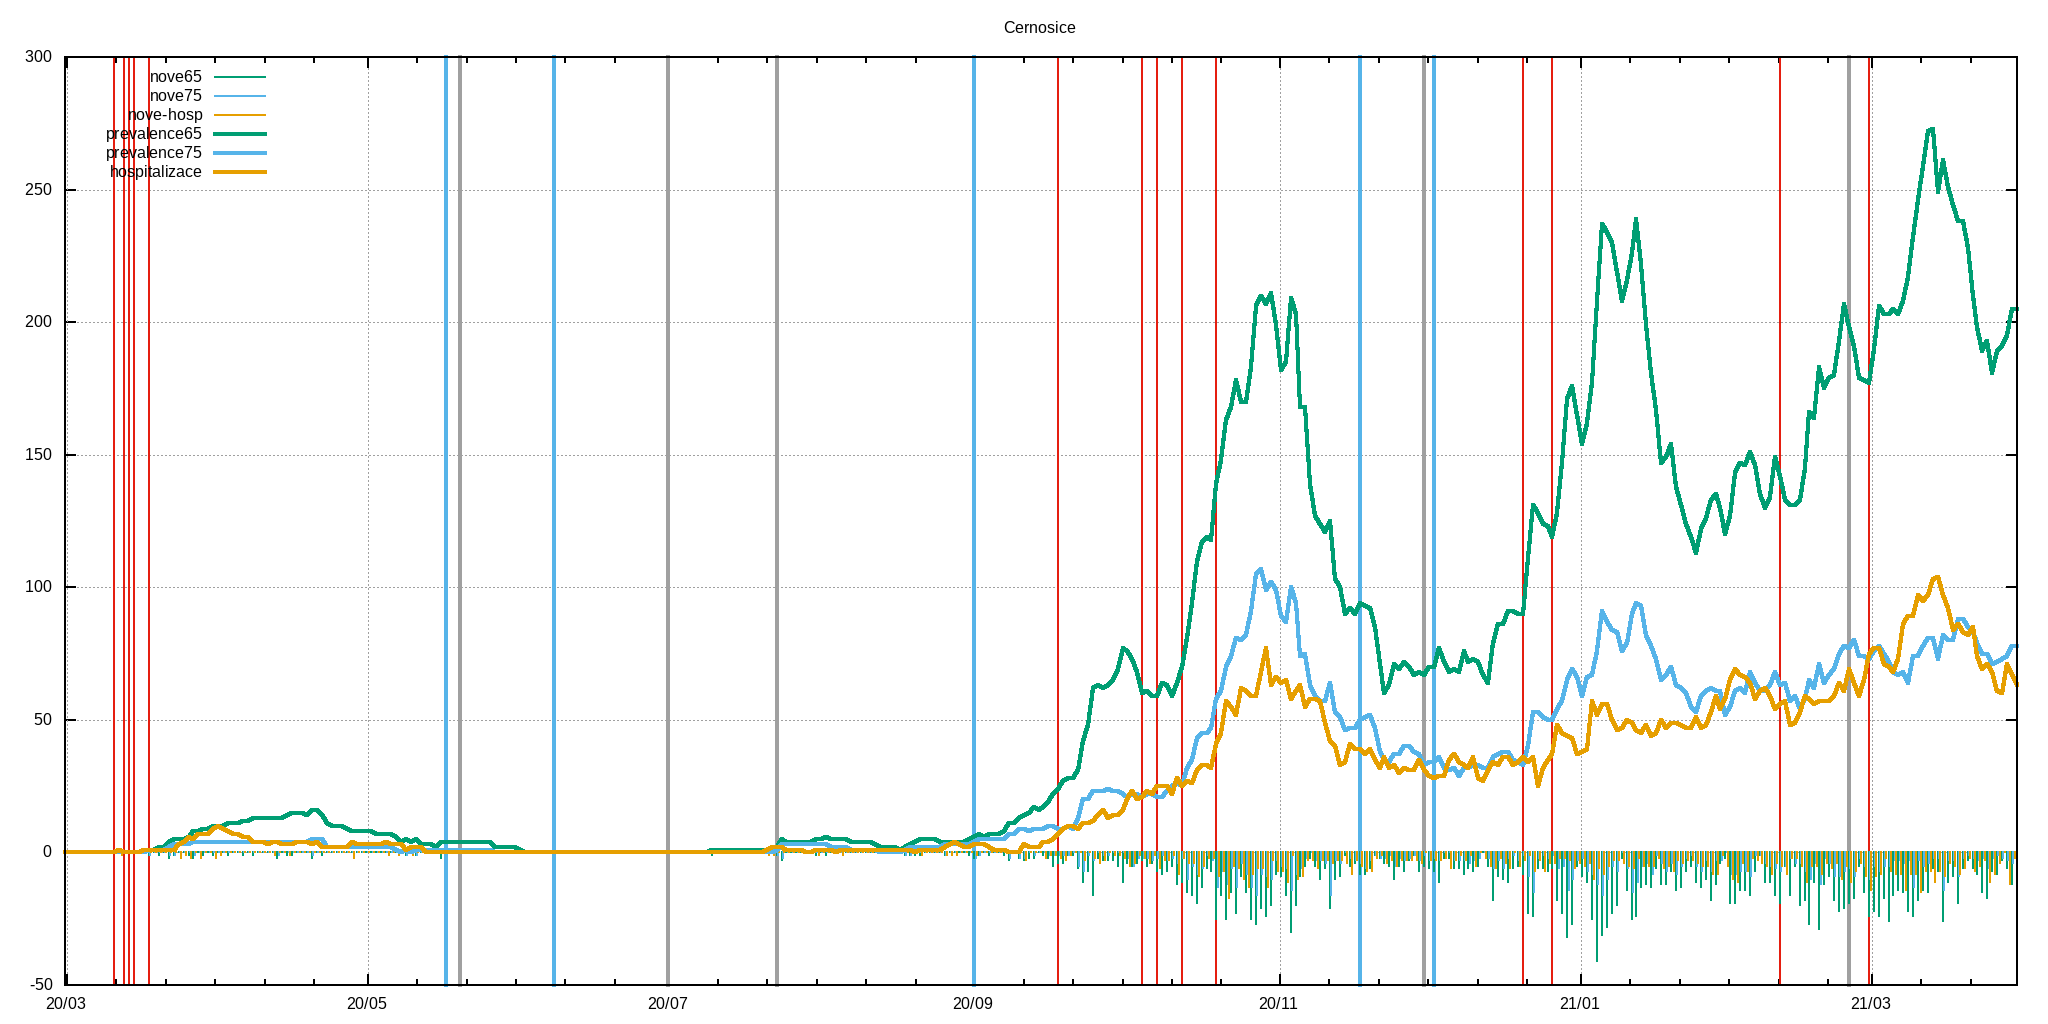 Cernosice
300
nove65
nove75
nove-hosp
prevalence65
prevalence75
hospitalizace
250
200
150
100
50
0
-50
20/03 20/05 20/07 20/09 20/11 21/01 21/03